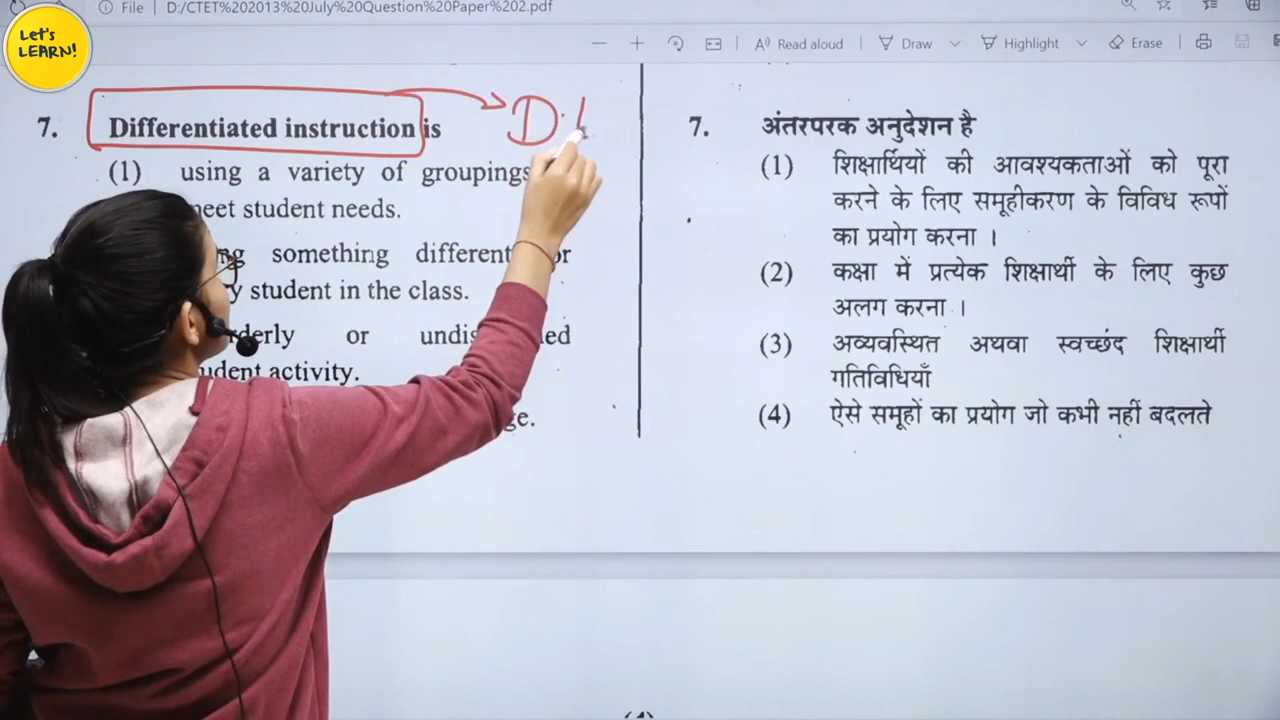 Let's
LEARN!
File | D:/CTET%202013%20July%20Question%20Paper%202.pdf
Read aloud | Draw | Highlight | Erase
7. Differentiated instruction is
D.I
(1) using a variety of groupings
meet student needs.
something different
student in the class.
or
student activity.
7. अंतरपरक अनुदेशन है
(1) शिक्षार्थियों की आवश्यकताओं को पूरा
करने के लिए समूहीकरण के विविध रूपों
का प्रयोग करना ।
(2) कक्षा में प्रत्येक शिक्षार्थी के लिए कुछ
अलग करना ।
(3) अव्यवस्थित अथवा स्वच्छंद शिक्षार्थी
गतिविधियाँ
(4) ऐसे समूहों का प्रयोग जो कभी नहीं बदलते